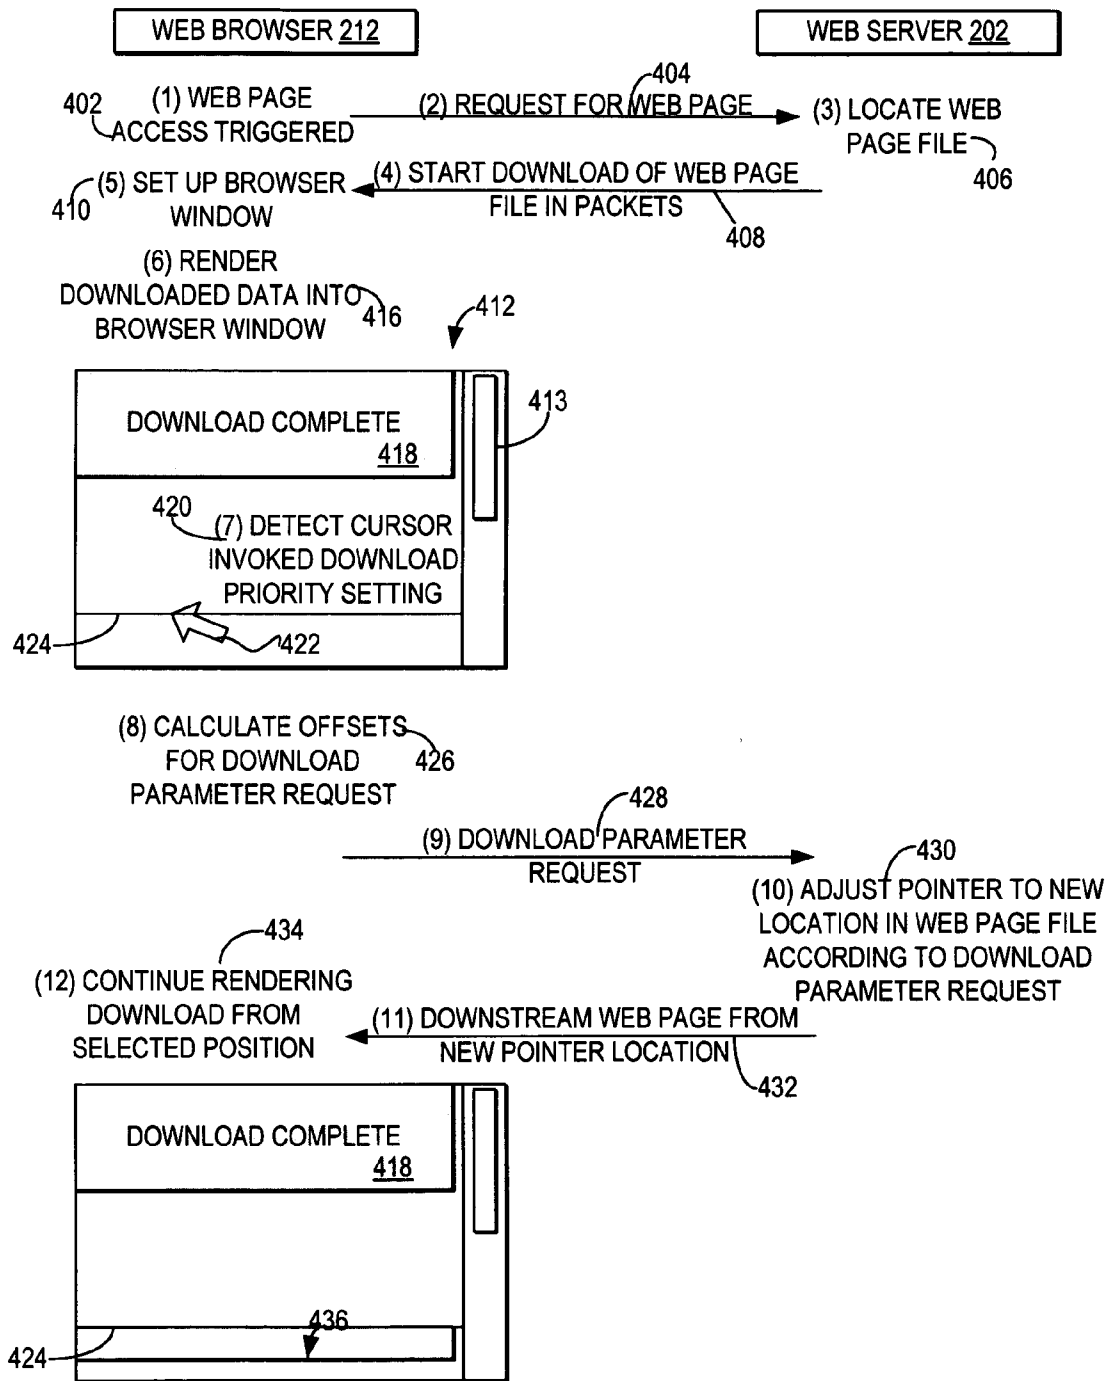 WEB BROWSER 212
WEB SERVER 202
402
(1) WEB PAGE
ACCESS TRIGGERED
404
(2) REQUEST FOR WEB PAGE
(3) LOCATE WEB
PAGE FILE
406
410
(5) SET UP BROWSER
WINDOW
(4) START DOWNLOAD OF WEB PAGE
FILE IN PACKETS
408
(6) RENDER
DOWNLOADED DATA INTO
BROWSER WINDOW
416
412
DOWNLOAD COMPLETE
418
413
420
(7) DETECT CURSOR
INVOKED DOWNLOAD
PRIORITY SETTING
424
422
(8) CALCULATE OFFSETS
FOR DOWNLOAD
PARAMETER REQUEST
426
428
(9) DOWNLOAD PARAMETER
REQUEST
430
(10) ADJUST POINTER TO NEW
LOCATION IN WEB PAGE FILE
ACCORDING TO DOWNLOAD
PARAMETER REQUEST
434
(12) CONTINUE RENDERING
DOWNLOAD FROM
SELECTED POSITION
(11) DOWNSTREAM WEB PAGE FROM
NEW POINTER LOCATION
432
DOWNLOAD COMPLETE
418
436
424